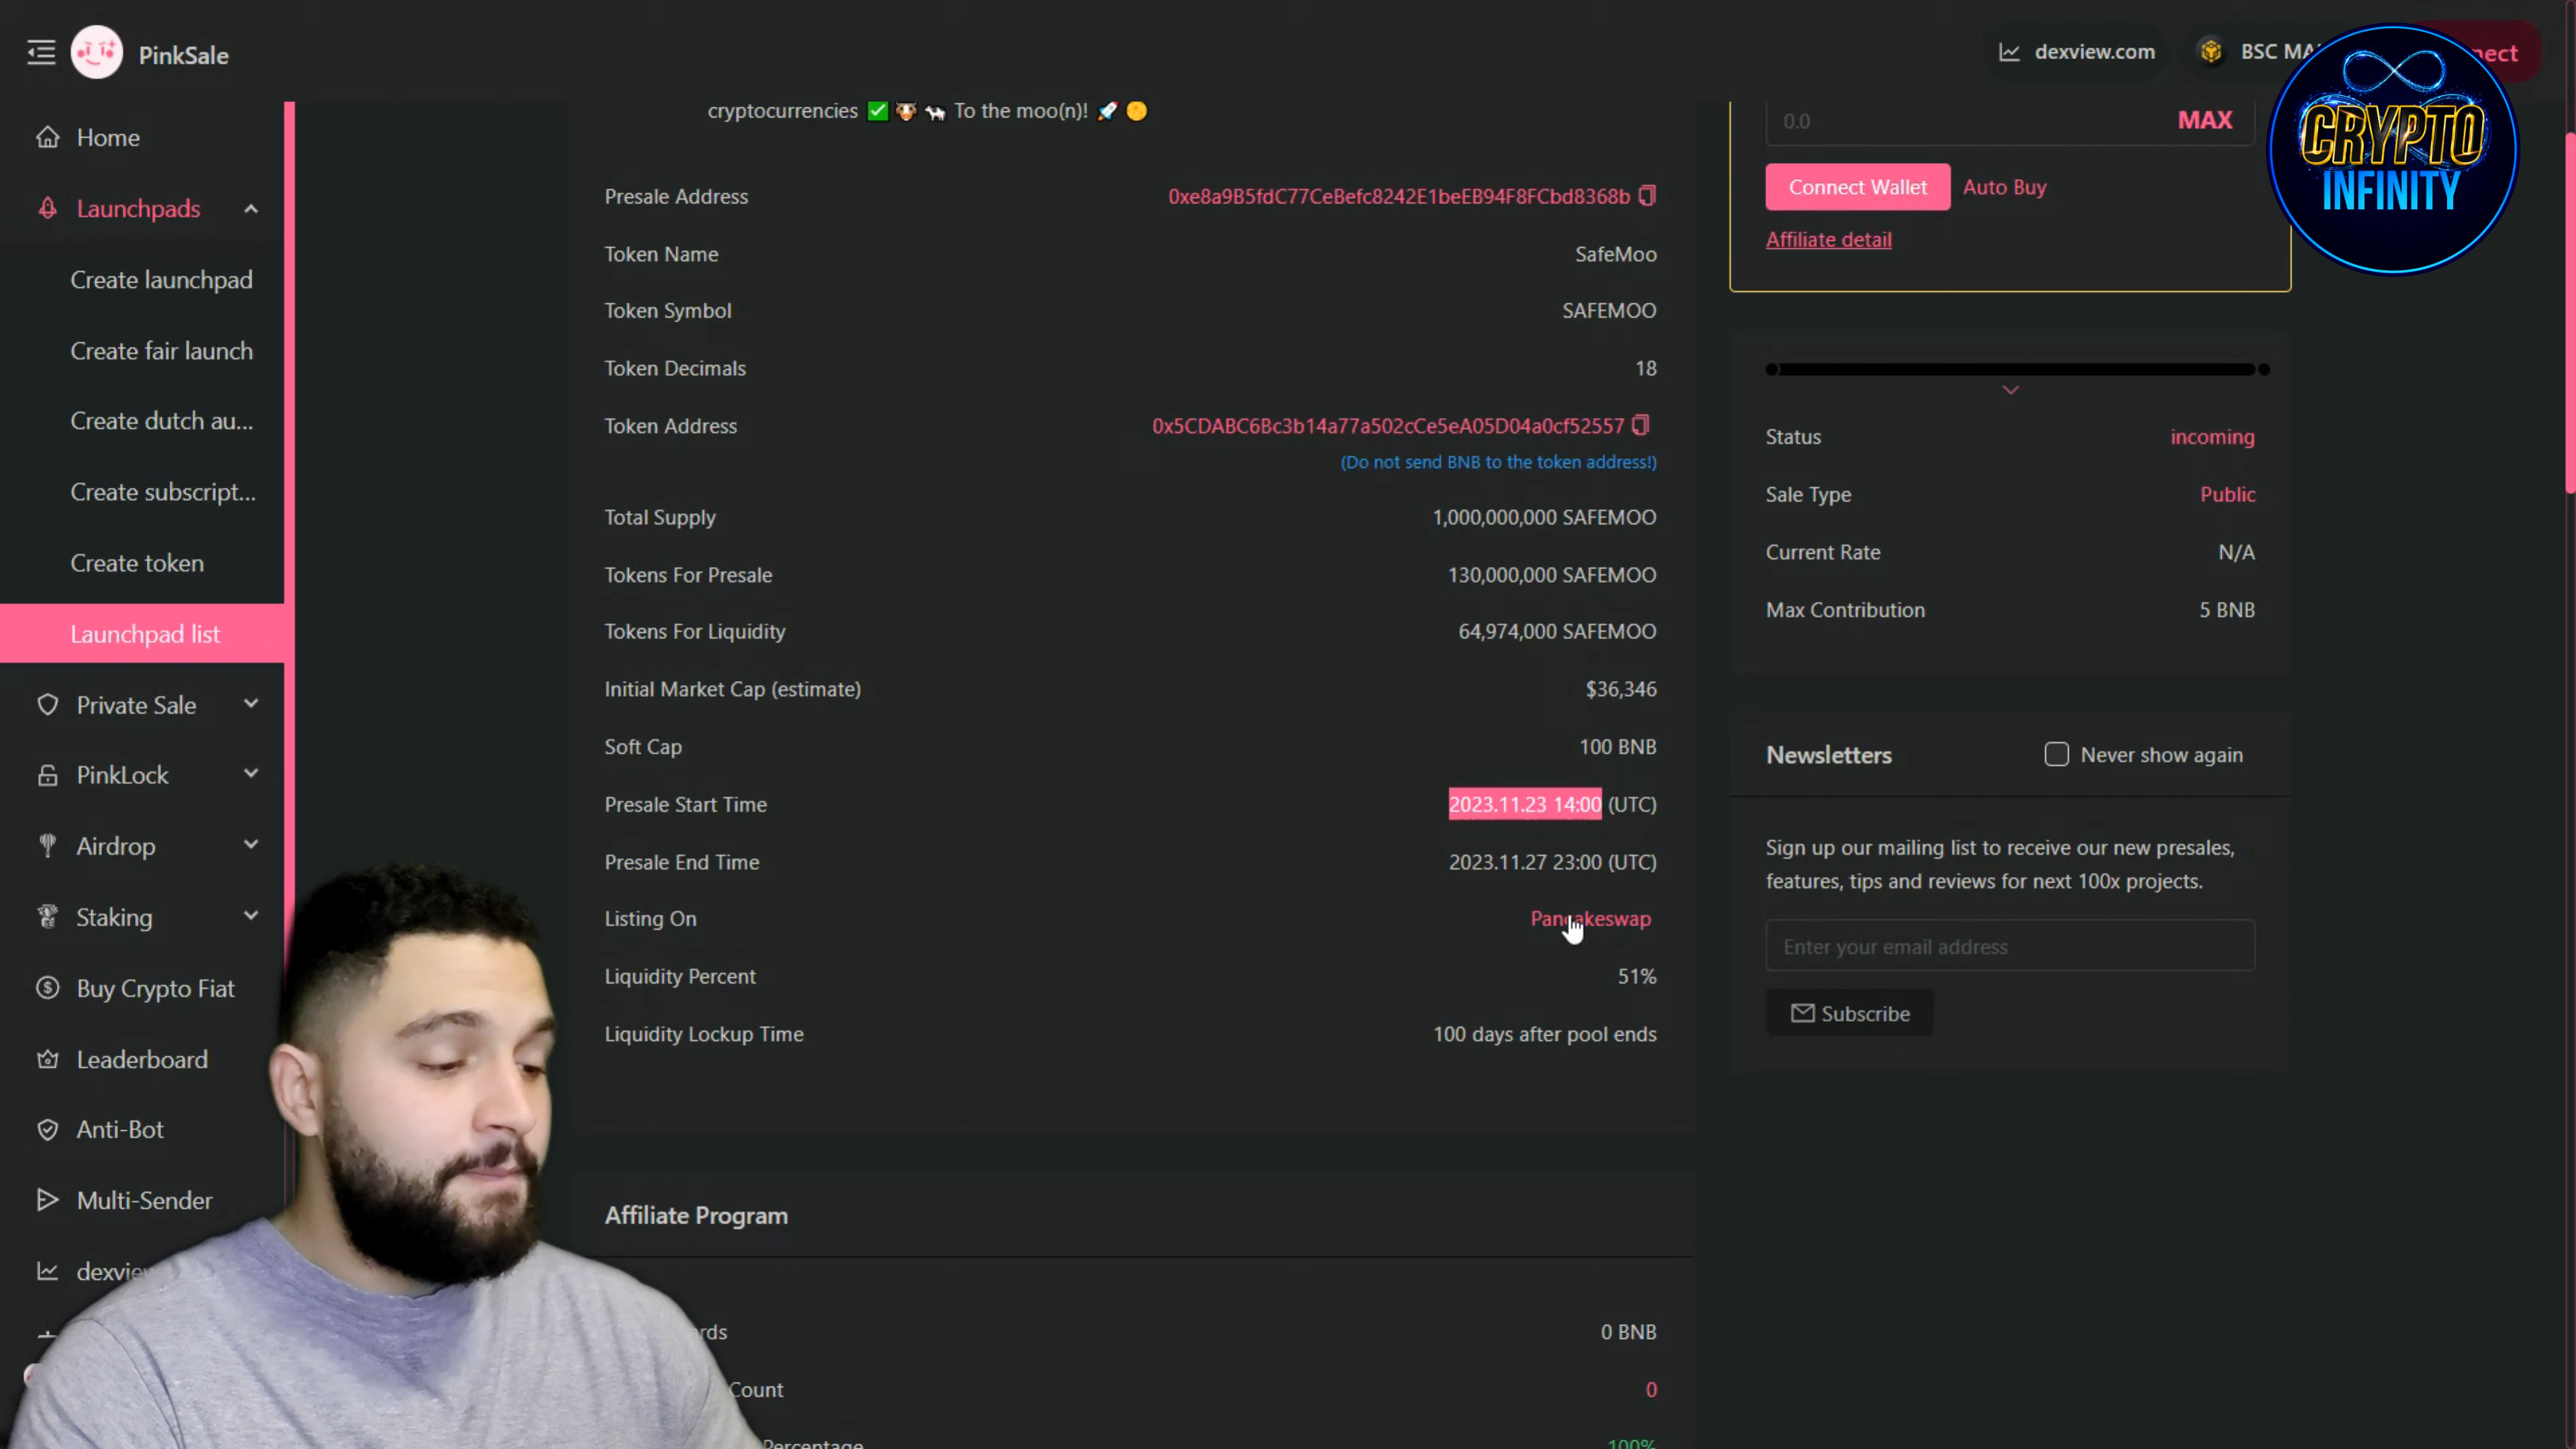 PinkSale
dexview.com
BSC MA
nect
CRYPTO
INFINITY
Home
Launchpads
Create launchpad
Create fair launch
Create dutch au...
Create subscript...
Create token
Launchpad list
Private Sale
PinkLock
Airdrop
Staking
Buy Crypto Fiat
Leaderboard
Anti-Bot
Multi-Sender
dexvie
cryptocurrencies ✅ 🐮 🐄 To the moo(n)! 🚀 🌕
Presale Address 0xe8a9B5fdC77CeBefc8242E1beEB94F8FCbd8368b
Token Name SafeMoo
Token Symbol SAFEMOO
Token Decimals 18
Token Address 0x5CDABC6Bc3b14a77a502cCe5eA05D04a0cf52557
(Do not send BNB to the token address!)
Total Supply 1,000,000,000 SAFEMOO
Tokens For Presale 130,000,000 SAFEMOO
Tokens For Liquidity 64,974,000 SAFEMOO
Initial Market Cap (estimate) $36,346
Soft Cap 100 BNB
Presale Start Time 2023.11.23 14:00 (UTC)
Presale End Time 2023.11.27 23:00 (UTC)
Listing On Pancakeswap
Liquidity Percent 51%
Liquidity Lockup Time 100 days after pool ends
Affiliate Program
rds 0 BNB
Count 0
Percentage 100%
0.0 MAX
Connect Wallet Auto Buy
Affiliate detail
Status incoming
Sale Type Public
Current Rate N/A
Max Contribution 5 BNB
Newsletters Never show again
Sign up our mailing list to receive our new presales,
features, tips and reviews for next 100x projects.
Enter your email address
Subscribe